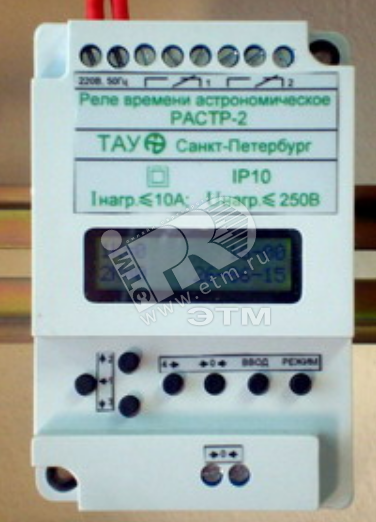 220В, 50Гц 1 2
Реле времени астрономическое
РАСТР-2
ТАУ Санкт-Петербург
IP10
Iнагр.⩽10А; Uнагр.⩽250В
www.etm.ru
ЭТМ
ВВОД РЕЖИМ